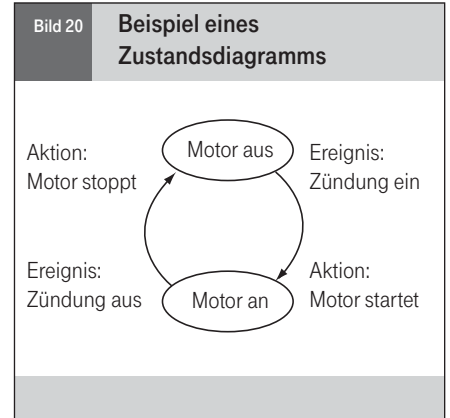 Bild 20
Beispiel eines
Zustandsdiagramms
Aktion:
Motor stoppt
Motor aus
Ereignis:
Zündung ein
Ereignis:
Zündung aus
Motor an
Aktion:
Motor startet